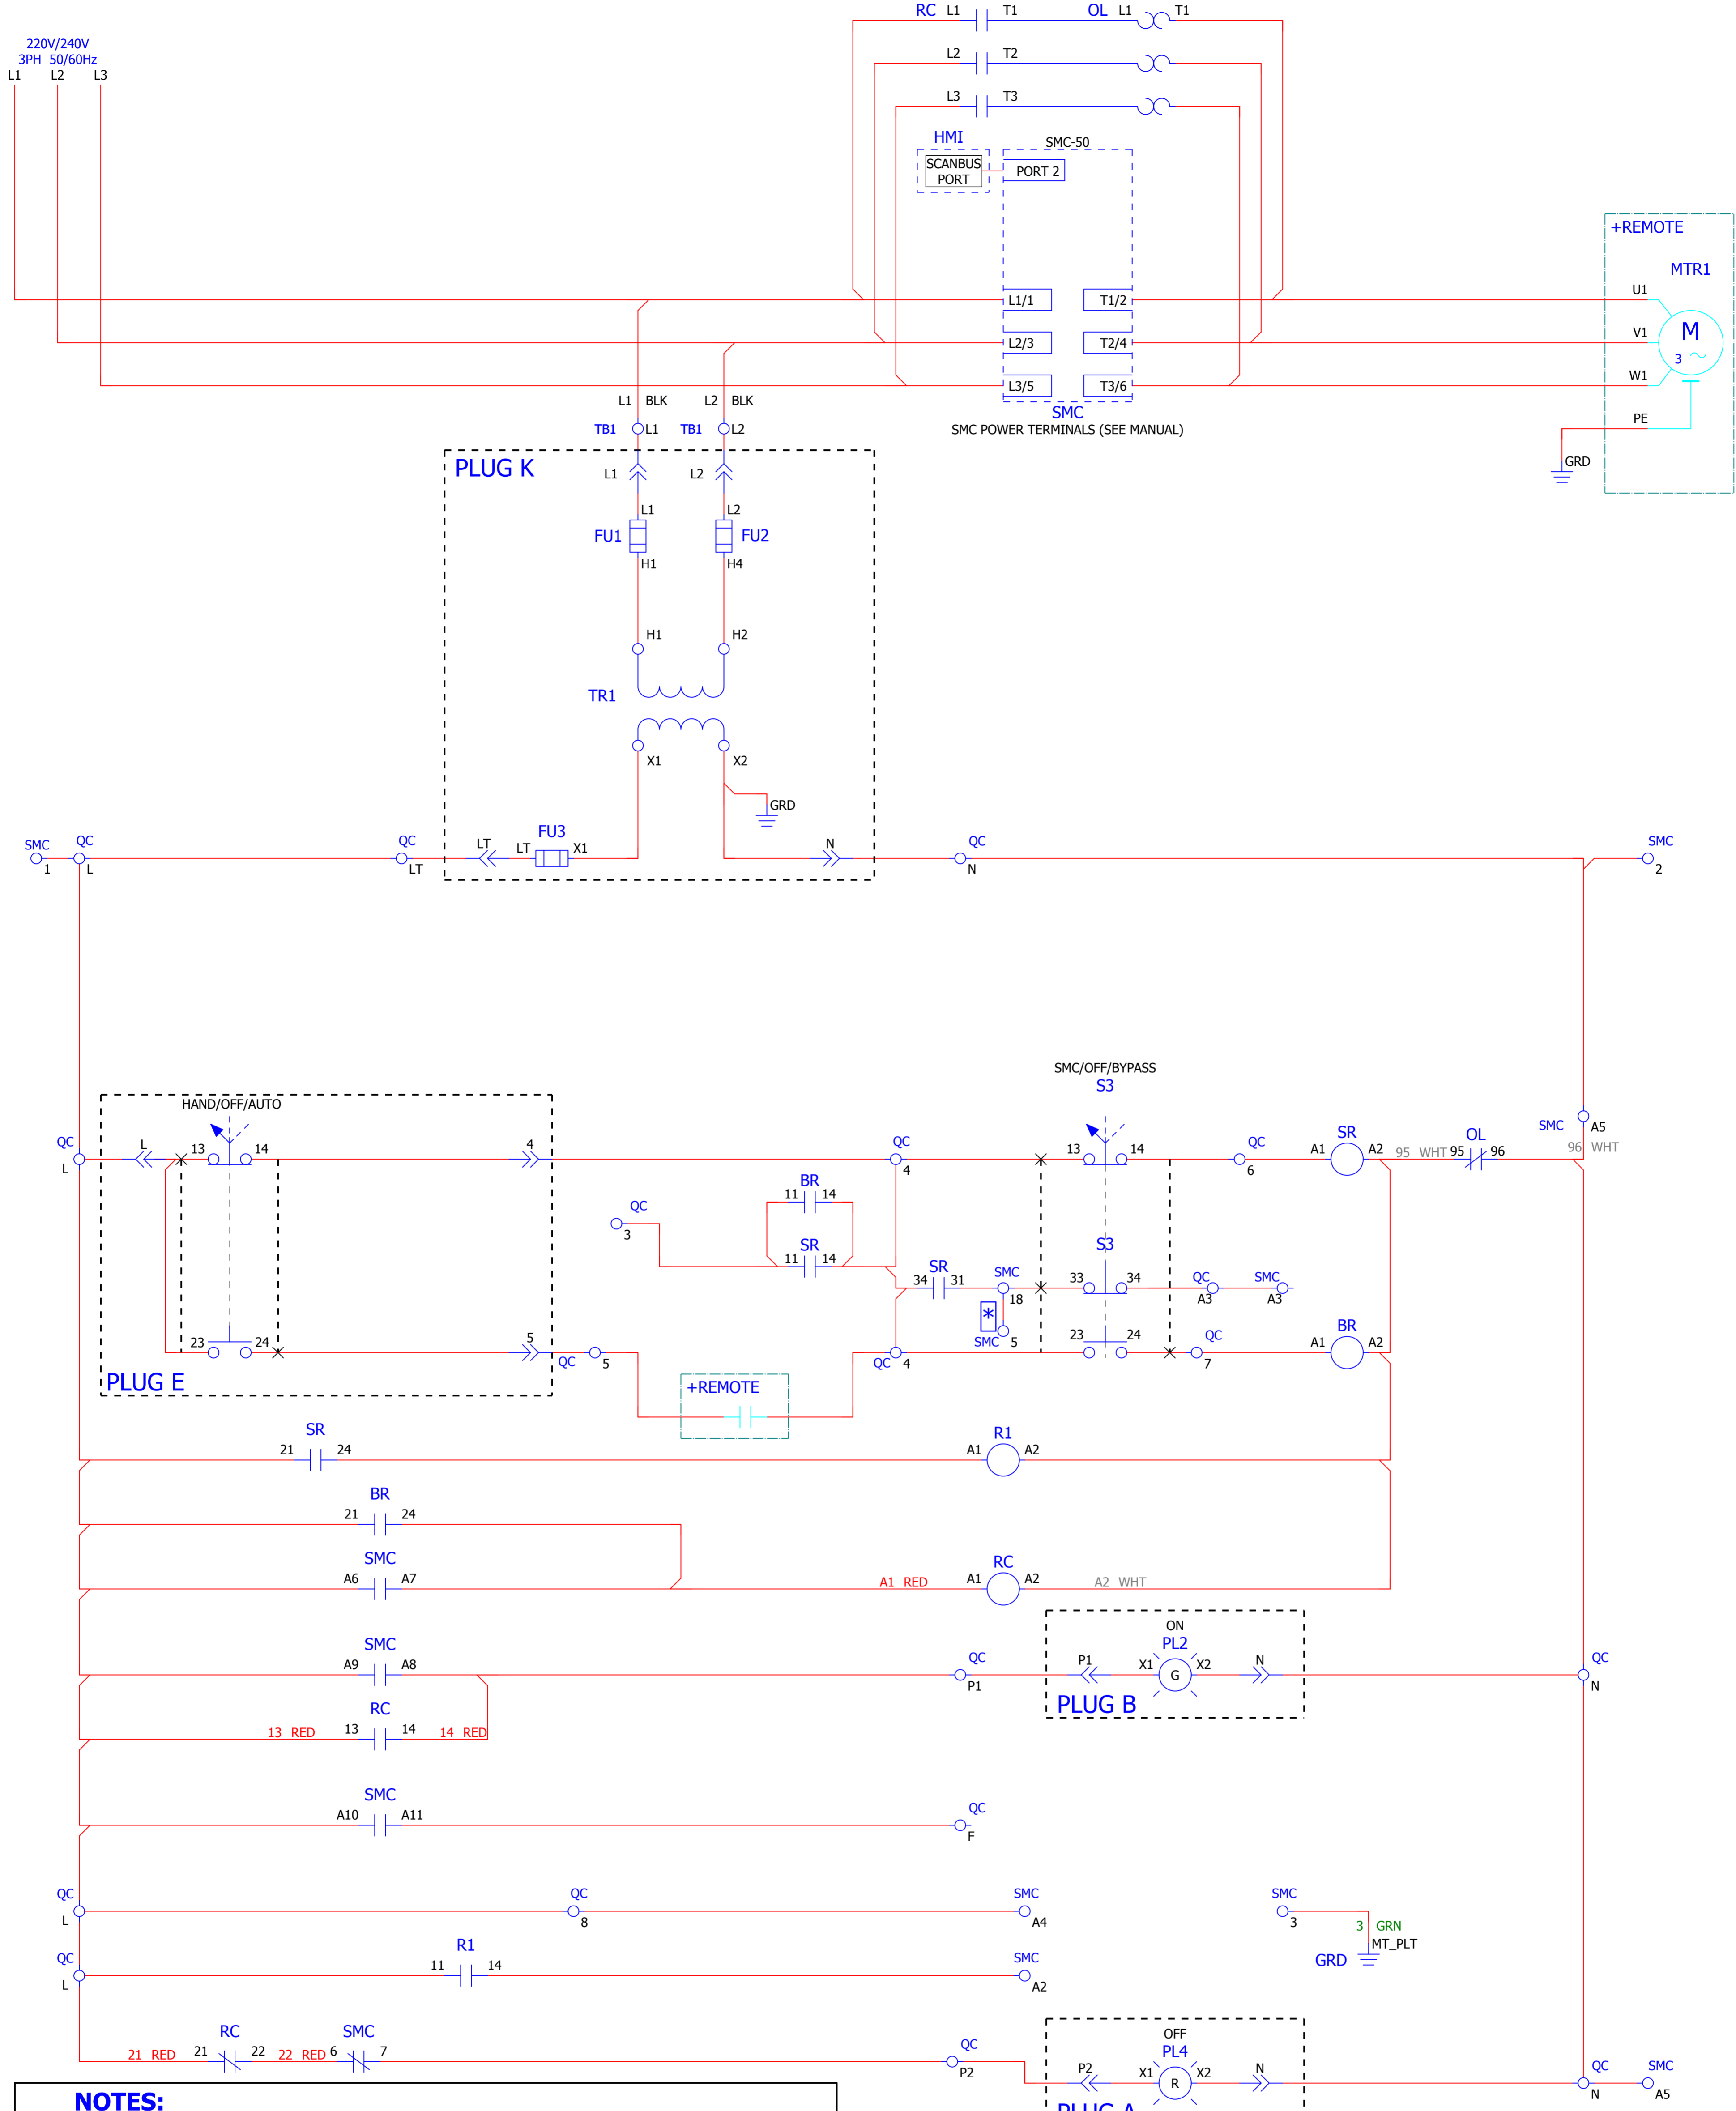 RC L1 T1 OL L1 T1
220V/240V
3PH 50/60Hz
L1 L2 L3
L2 T2
L3 T3
HMI
SMC-50
SCANBUS
PORT
PORT 2
+REMOTE
MTR1
L1/1 T1/2 U1
M
3
L2/3 T2/4 V1
L3/5 T3/6 W1
L1 BLK L2 BLK
SMC
SMC POWER TERMINALS (SEE MANUAL)
PE
GRD
TB1 L1 TB1 L2
PLUG K
L1 L2
L1 L2
FU1 FU2
H1 H4
H1 H2
TR1
X1 X2
GRD
SMC QC QC LT LT FU3 X1 N QC SMC
1 L LT N 2
SMC/OFF/BYPASS
S3
HAND/OFF/AUTO
SMC A5
QC L 13 14 4 QC 13 14 QC SR A1 A2 95 WHT 95 OL 96 96 WHT
L 4 6
BR
11 14
QC
3
SR
11 14
S3
SR
34 31 SMC 33 34 QC SMC
18 A3 A3
*
SMC 5
23 24 5 QC 5 QC 4 23 24 QC 7 BR A1 A2
PLUG E
+REMOTE
SR
21 24
R1
A1 A2
BR
21 24
SMC
A6 A7
RC
A1 RED A1 A2 A2 WHT
ON
PL2
SMC
A9 A8 QC P1 P1 X1 G X2 N QC N
PLUG B
RC
13 RED 13 14 14 RED
SMC
A10 A11 QC F
QC L QC 8 SMC A4 SMC 3
3 GRN
MT_PLT
GRD
QC L R1 11 14 SMC A2
OFF
PL4
RC SMC
21 RED 21 22 22 RED 6 7 QC P2
P2 X1 R X2 N QC N SMC A5
PLUG A
NOTES: